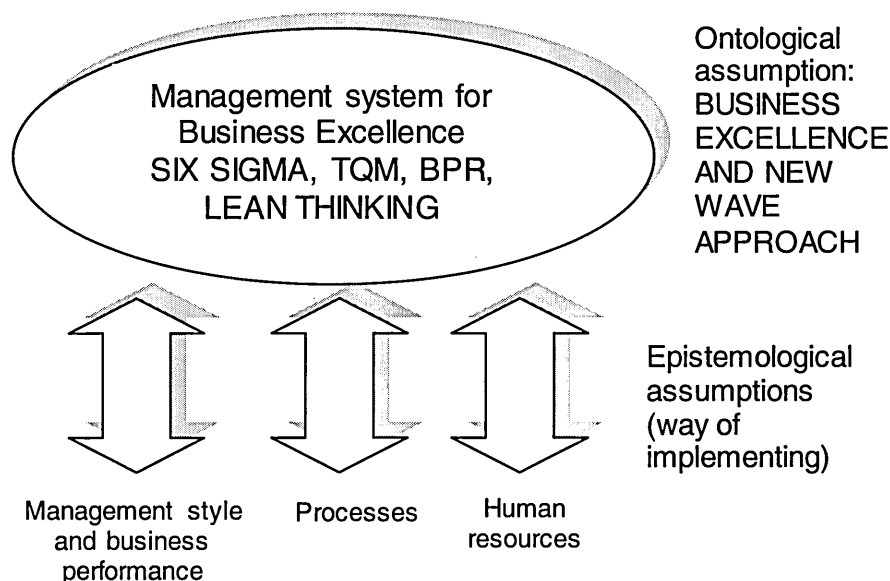 Management system for
Business Excellence
SIX SIGMA, TQM, BPR,
LEAN THINKING
Ontological
assumption:
BUSINESS
EXCELLENCE
AND NEW
WAVE
APPROACH
Epistemological
assumptions
(way of
implementing)
Management style
and business
performance
Processes
Human
resources